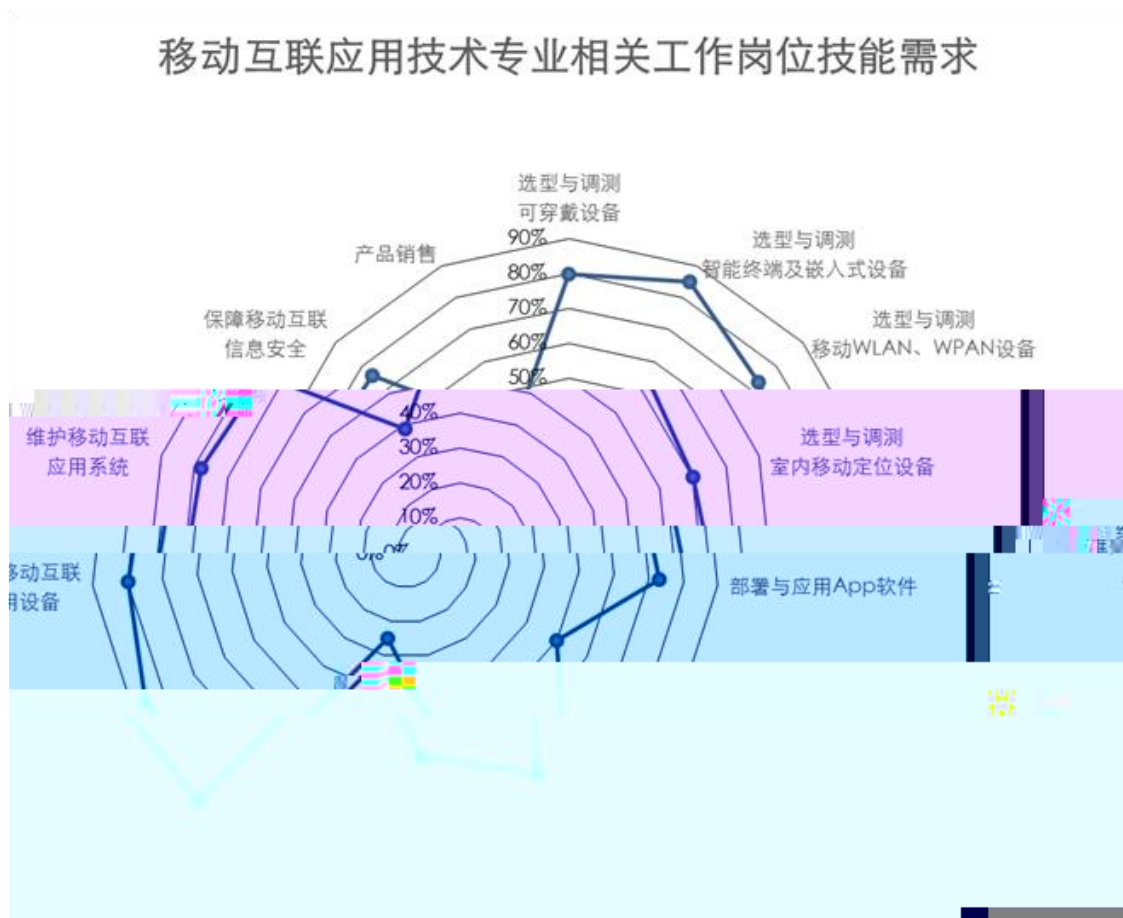 移动互联应用技术专业相关工作岗位技能需求
选型与调测
可穿戴设备
90%
选型与调测
智能终端及嵌入式设备
产品销售
80%
70%
选型与调测
移动WLAN、WPAN设备
保障移动互联
信息安全
60%
50%
40%
维护移动互联
应用系统
选型与调测
室内移动定位设备
30%
20%
10%
移动互联
用设备
部署与应用App软件